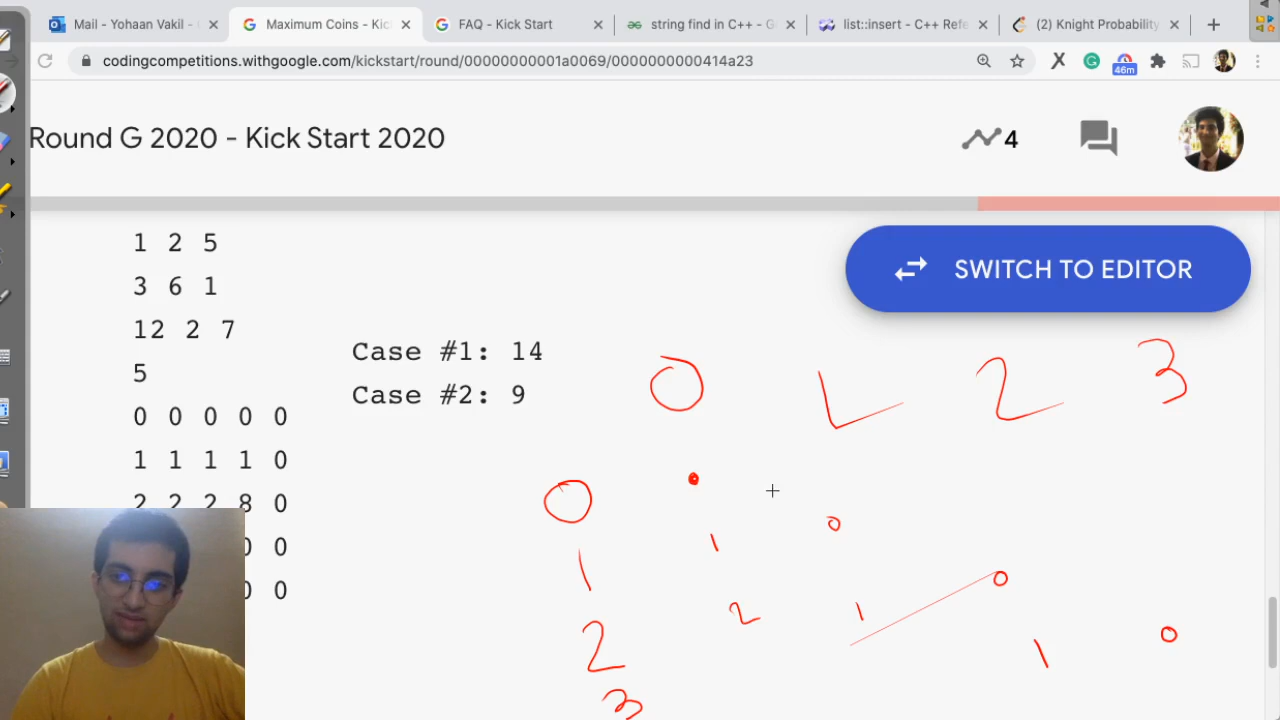 Mail - Yohaan Vakil -
Maximum Coins - Kic
FAQ - Kick Start
string find in C++ - G
list::insert - C++ Refe
(2) Knight Probability
codingcompetitions.withgoogle.com/kickstart/round/00000000001a0069/0000000000414a23
46m
Round G 2020 - Kick Start 2020
4
SWITCH TO EDITOR
1 2 5
3 6 1
12 2 7
5
0 0 0 0 0
1 1 1 1 0
2 2 2 8 0
0 0
0 0
Case #1: 14
Case #2: 9
0 1 2 3
0
1 1 0
2 2 1 0
3 1 0